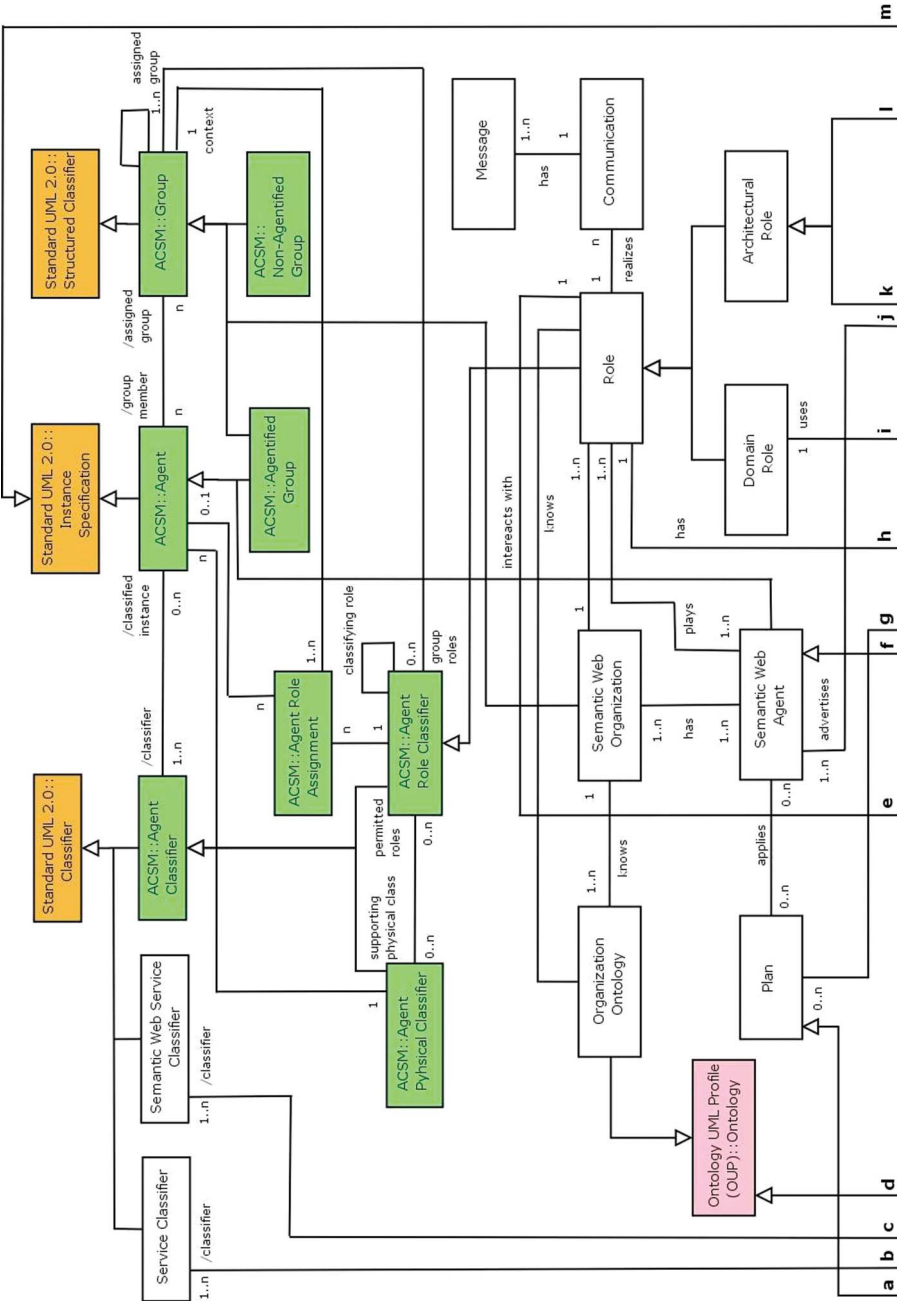 Standard UML 2.0::
Classifier
Standard UML 2.0::
Instance
Specification
Standard UML 2.0::
Structured Classifier
m
Service Classifier
1..n
/classifier
Semantic Web Service
Classifier
1..n
/classifier
ACSM::Agent
Classifier
/classifier
1..n
/classified
instance
0..n
ACSM::Agent
n
0..1
/group
member
n
/assigned
group
n
ACSM::Group
assigned
group
1..n
1
context
ACSM::Agentified
Group
ACSM::
Non-Agentified
Group
ACSM::Agent Role
Assignment
n
1..n
n
1
classifying role
ACSM::Agent
Role Classifier
0..n
group
roles
permitted
roles
0..n
supporting
physical class
0..n
1
ACSM::Agent
Pyhsical Classifier
Message
1..n
has
1
Communication
n
realizes
1
1
Role
intereacts with
knows
1..n
1..n
1
has
Organization
Ontology
1..n
knows
1
Semantic Web
Organization
1
1..n
has
1..n
plays
1..n
Semantic Web
Agent
0..n
1..n
advertises
applies
0..n
Plan
0..n
Ontology UML Profile
(OUP)::Ontology
Domain
Role
1
uses
Architectural
Role
a
b
c
d
e
f
g
h
i
j
k
l